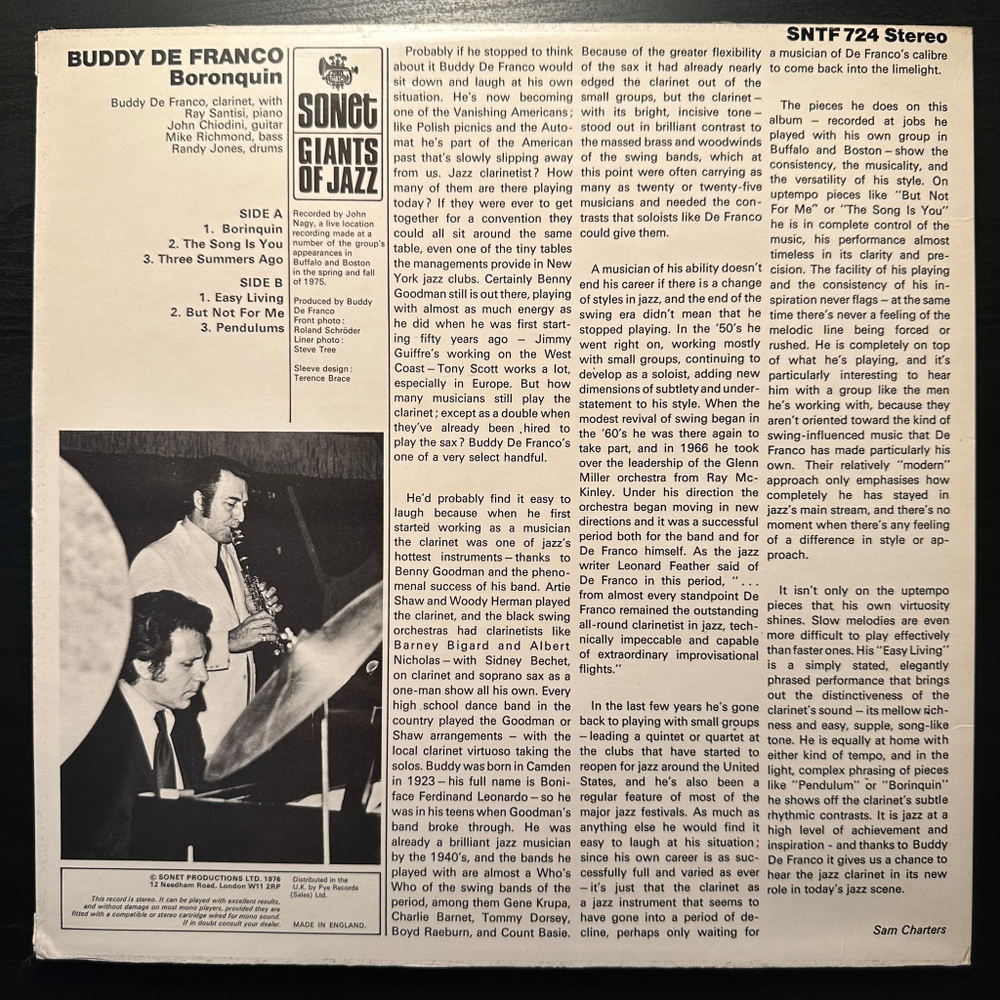 SNTF 724 Stereo
BUDDY DE FRANCO
Boronquin
Buddy De Franco, clarinet, with
Ray Santisi, piano
John Chiodini, guitar
Mike Richmond, bass
Randy Jones, drums
SONET
GIANTS
OF JAZZ
SIDE A
1. Borinquin
2. The Song Is You
3. Three Summers Ago
SIDE B
1. Easy Living
2. But Not For Me
3. Pendulums
Recorded by John
Nagy, a live location
recording made at a
number of the group's
appearances in
Buffalo and Boston
in the spring and fall
of 1975.
Produced by Buddy
De Franco
Front photo:
Roland Schröder
Liner photo:
Steve Tree
Sleeve design:
Terence Brace
© SONET PRODUCTIONS LTD. 1976
12 Needham Road, London W11 2RP
This record is stereo. It can be played with excellent results,
and without damage on most mono players, provided they are
fitted with a compatible or stereo cartridge wired for mono sound.
If in doubt consult your dealer.
Distributed in the
U.K. by Pye Records
(Sales) Ltd.
MADE IN ENGLAND.
Probably if he stopped to think
about it Buddy De Franco would
sit down and laugh at his own
situation. He's now becoming
one of the Vanishing Americans;
like Polish picnics and the Auto-
mat he's part of the American
past that's slowly slipping away
from us. Jazz clarinetist? How
many of them are there playing
today? If they were ever to get
together for a convention they
could all sit around the same
table, even one of the tiny tables
the managements provide in New
York jazz clubs. Certainly Benny
Goodman still is out there, playing
with almost as much energy as
he did when he was first start-
ing fifty years ago – Jimmy
Guiffre's working on the West
Coast – Tony Scott works a lot,
especially in Europe. But how
many musicians still play the
clarinet; except as a double when
they've already been hired to
play the sax? Buddy De Franco's
one of a very select handful.
He'd probably find it easy to
laugh because when he first
started working as a musician
the clarinet was one of jazz's
hottest instruments – thanks to
Benny Goodman and the pheno-
menal success of his band. Artie
Shaw and Woody Herman played
the clarinet, and the black swing
orchestras had clarinetists like
Barney Bigard and Albert
Nicholas – with Sidney Bechet,
on clarinet and soprano sax as a
one-man show all his own. Every
high school dance band in the
country played the Goodman or
Shaw arrangements – with the
local clarinet virtuoso taking the
solos. Buddy was born in Camden
in 1923 – his full name is Boni-
face Ferdinand Leonardo – so he
was in his teens when Goodman's
band broke through. He was
already a brilliant jazz musician
by the 1940's, and the bands he
played with are almost a Who's
Who of the swing bands of the
period, among them Gene Krupa,
Charlie Barnet, Tommy Dorsey,
Boyd Raeburn, and Count Basie.
Because of the greater flexibility
of the sax it had already nearly
edged the clarinet out of the
small groups, but the clarinet –
with its bright, incisive tone –
stood out in brilliant contrast to
the massed brass and woodwinds
of the swing bands, which at
this point were often carrying as
many as twenty or twenty-five
musicians and needed the con-
trasts that soloists like De Franco
could give them.
A musician of his ability doesn't
end his career if there is a change
of styles in jazz, and the end of the
swing era didn't mean that he
stopped playing. In the '50's he
went right on, working mostly
with small groups, continuing to
develop as a soloist, adding new
dimensions of subtlety and under-
statement to his style. When the
modest revival of swing began in
the '60's he was there again to
take part, and in 1966 he took
over the leadership of the Glenn
Miller orchestra from Ray Mc-
Kinley. Under his direction the
orchestra began moving in new
directions and it was a successful
period both for the band and for
De Franco himself. As the jazz
writer Leonard Feather said of
De Franco in this period, "...
from almost every standpoint De
Franco remained the outstanding
all-round clarinetist in jazz, tech-
nically impeccable and capable
of extraordinary improvisational
flights."
In the last few years he's gone
back to playing with small groups
– leading a quintet or quartet at
the clubs that have started to
reopen for jazz around the United
States, and he's also been a
regular feature of most of the
major jazz festivals. As much as
anything else he would find it
easy to laugh at his situation;
since his own career is as suc-
cessfully full and varied as ever
– it's just that the clarinet as
a jazz instrument that seems to
have gone into a period of de-
cline, perhaps only waiting for
a musician of De Franco's calibre
to come back into the limelight.
The pieces he does on this
album – recorded at jobs he
played with his own group in
Buffalo and Boston – show the
consistency, the musicality, and
the versatility of his style. On
uptempo pieces like "But Not
For Me" or "The Song Is You"
he is in complete control of the
music, his performance almost
timeless in its clarity and pre-
cision. The facility of his playing
and the consistency of his in-
spiration never flags – at the same
time there's never a feeling of the
melodic line being forced or
rushed. He is completely on top
of what he's playing, and it's
particularly interesting to hear
him with a group like the men
he's working with, because they
aren't oriented toward the kind of
swing-influenced music that De
Franco has made particularly his
own. Their relatively "modern"
approach only emphasises how
completely he has stayed in
jazz's main stream, and there's no
moment when there's any feeling
of a difference in style or ap-
proach.
It isn't only on the uptempo
pieces that his own virtuosity
shines. Slow melodies are even
more difficult to play effectively
than faster ones. His "Easy Living"
is a simply stated, elegantly
phrased performance that brings
out the distinctiveness of the
clarinet's sound – its mellow rich-
ness and easy, supple, song-like
tone. He is equally at home with
either kind of tempo, and in the
light, complex phrasing of pieces
like "Pendulum" or "Borinquin"
he shows off the clarinet's subtle
rhythmic contrasts. It is jazz at a
high level of achievement and
inspiration - and thanks to Buddy
De Franco it gives us a chance to
hear the jazz clarinet in its new
role in today's jazz scene.
Sam Charters